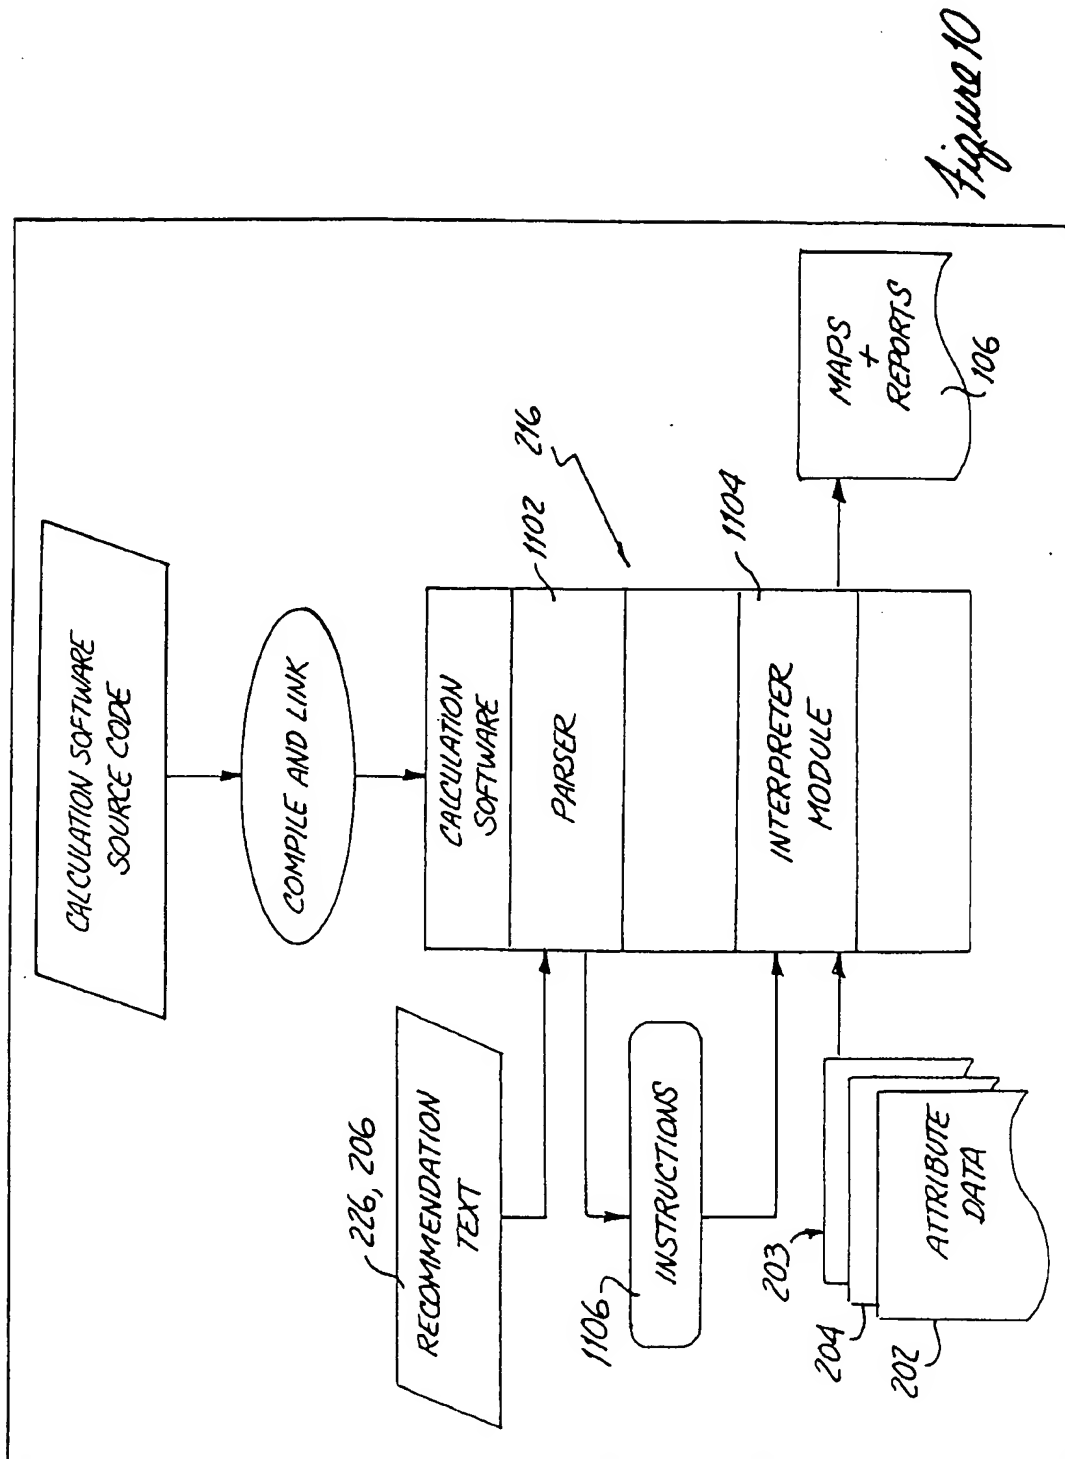 CALCULATION SOFTWARE
SOURCE CODE
COMPILE AND LINK
226, 206
RECOMMENDATION
TEXT
CALCULATION
SOFTWARE
PARSER
1102
216
1106
INSTRUCTIONS
INTERPRETER
MODULE
1104
203
204
202
ATTRIBUTE
DATA
MAPS
+
REPORTS
106
Figure 10